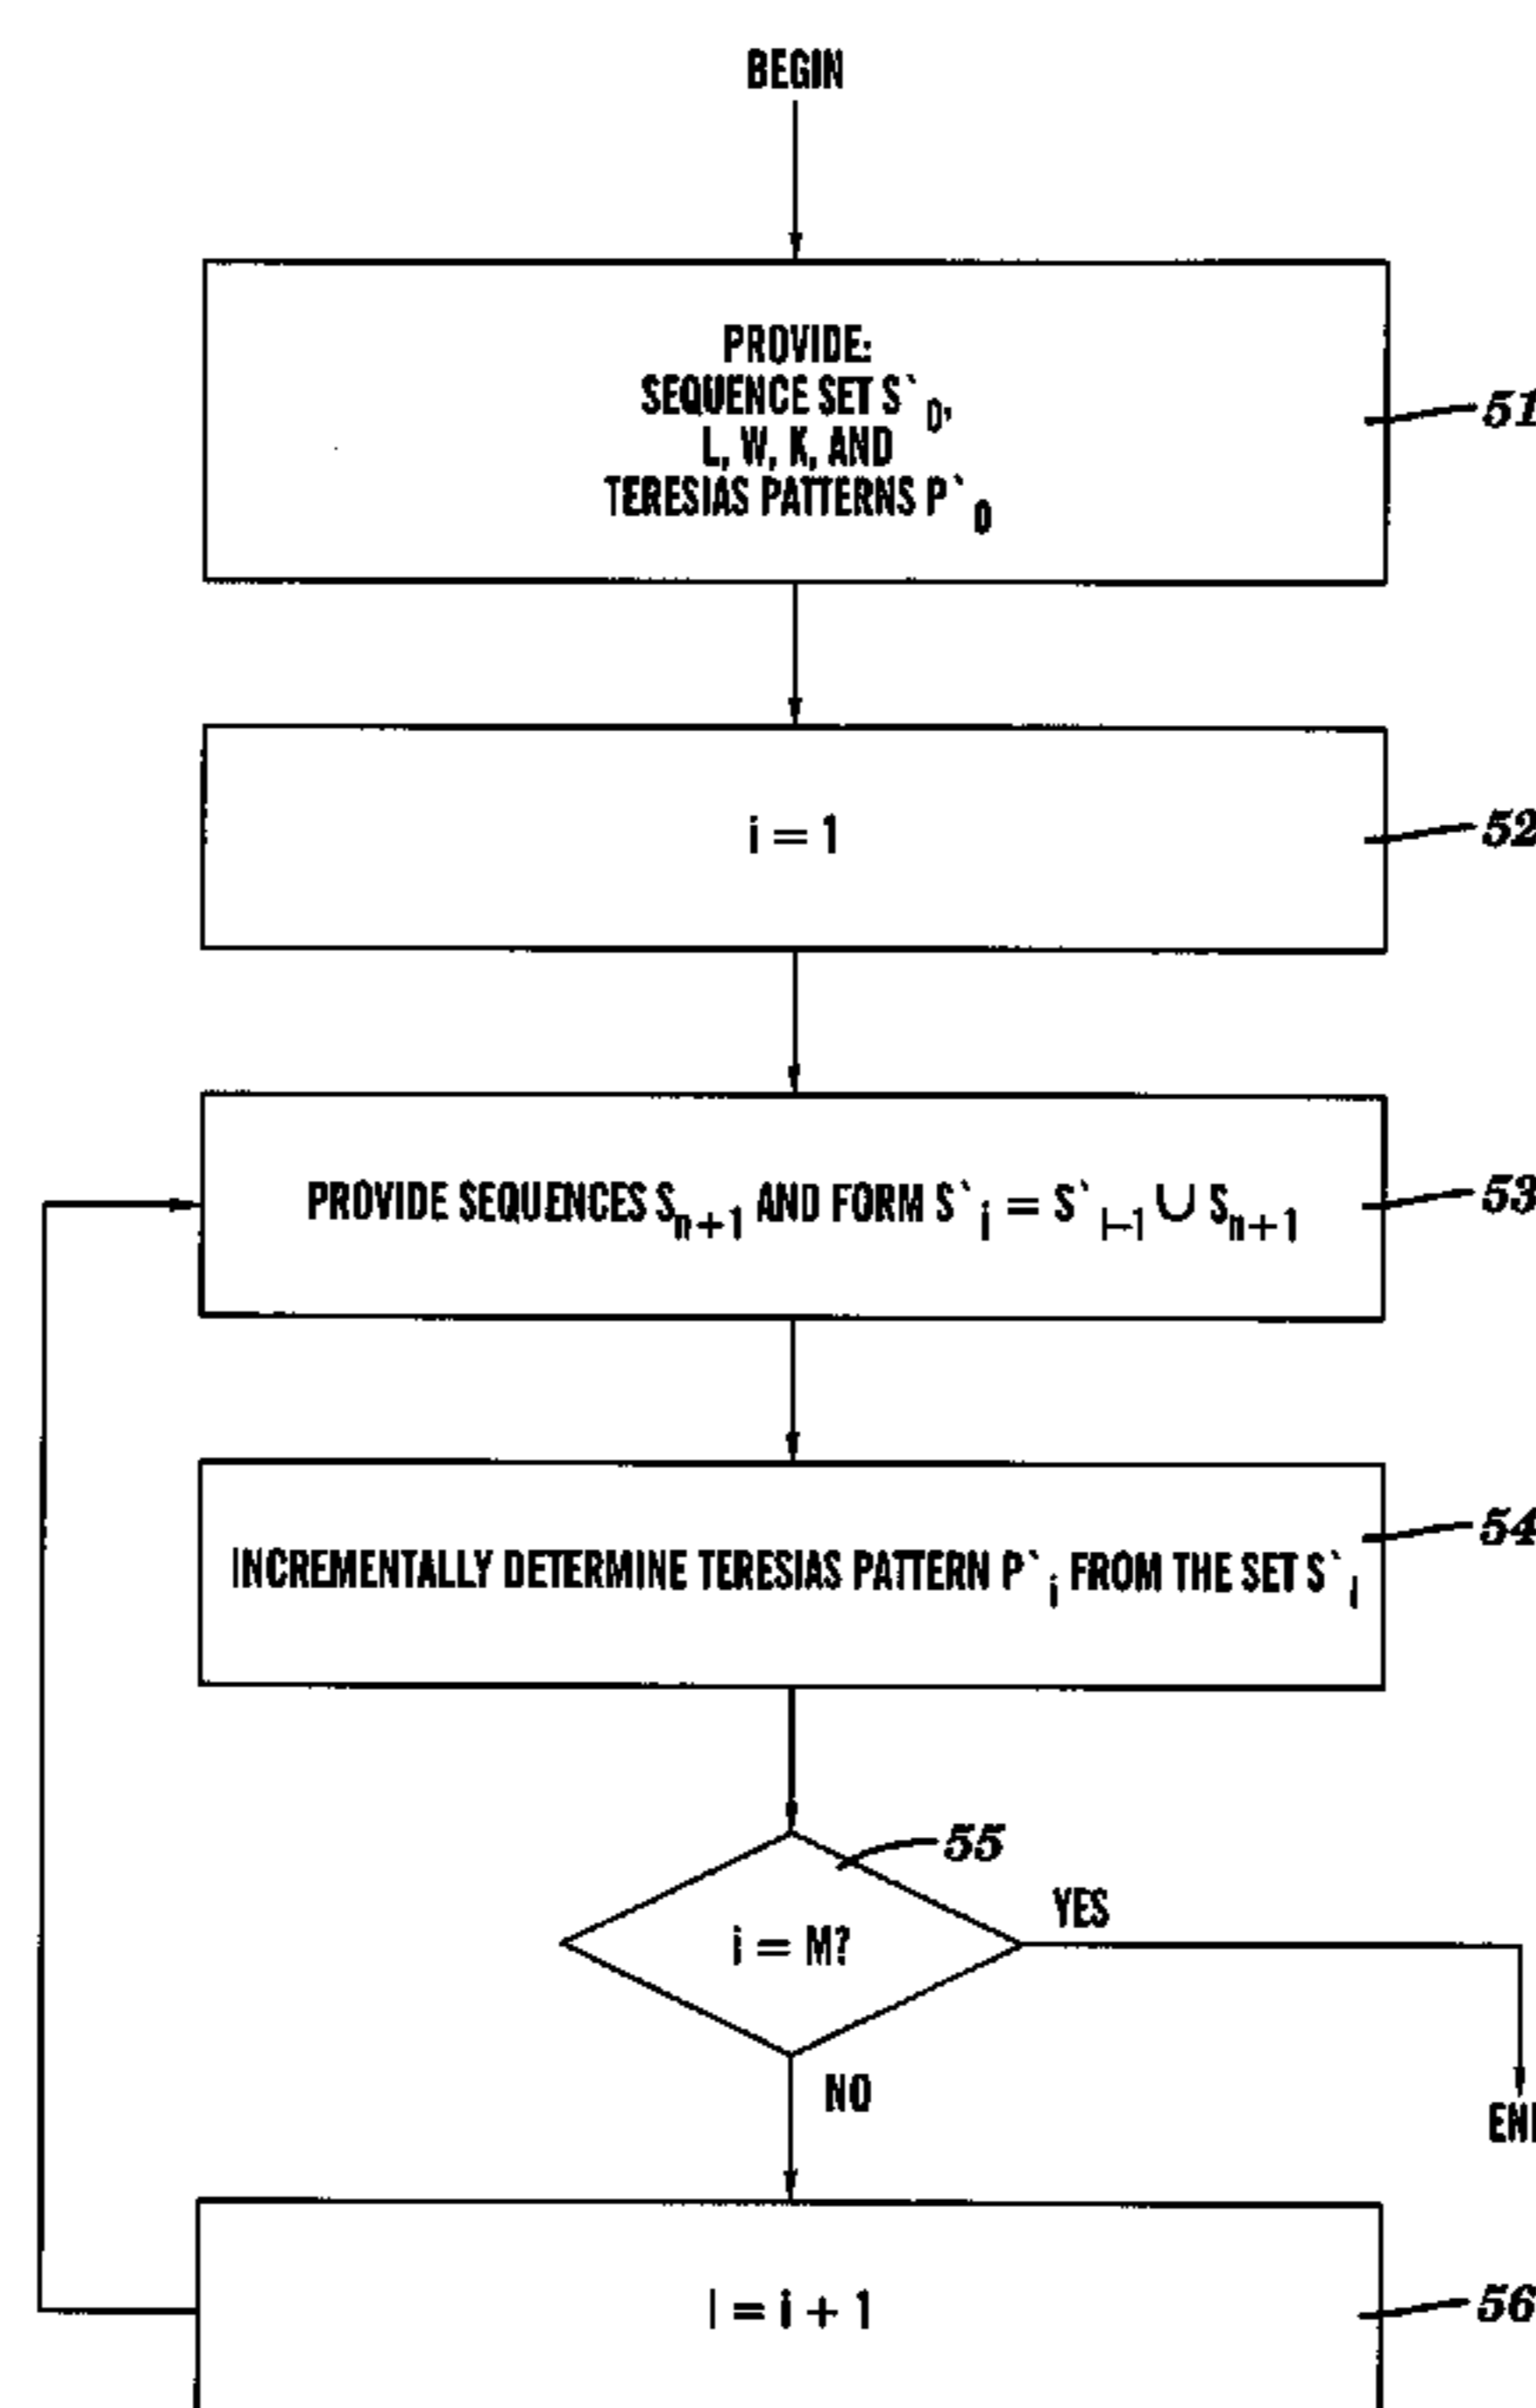 BEGIN
PROVIDE:
SEQUENCE SET S`0,
L, W, K, AND
TERESIAS PATTERNS P`0
51
i = 1
52
PROVIDE SEQUENCES Sn+1 AND FORM S`i = S`i-1 ∪ Sn+1
53
INCREMENTALLY DETERMINE TERESIAS PATTERN P`i FROM THE SET S`i
54
55
i = M?
YES
NO
EN
i = i + 1
56